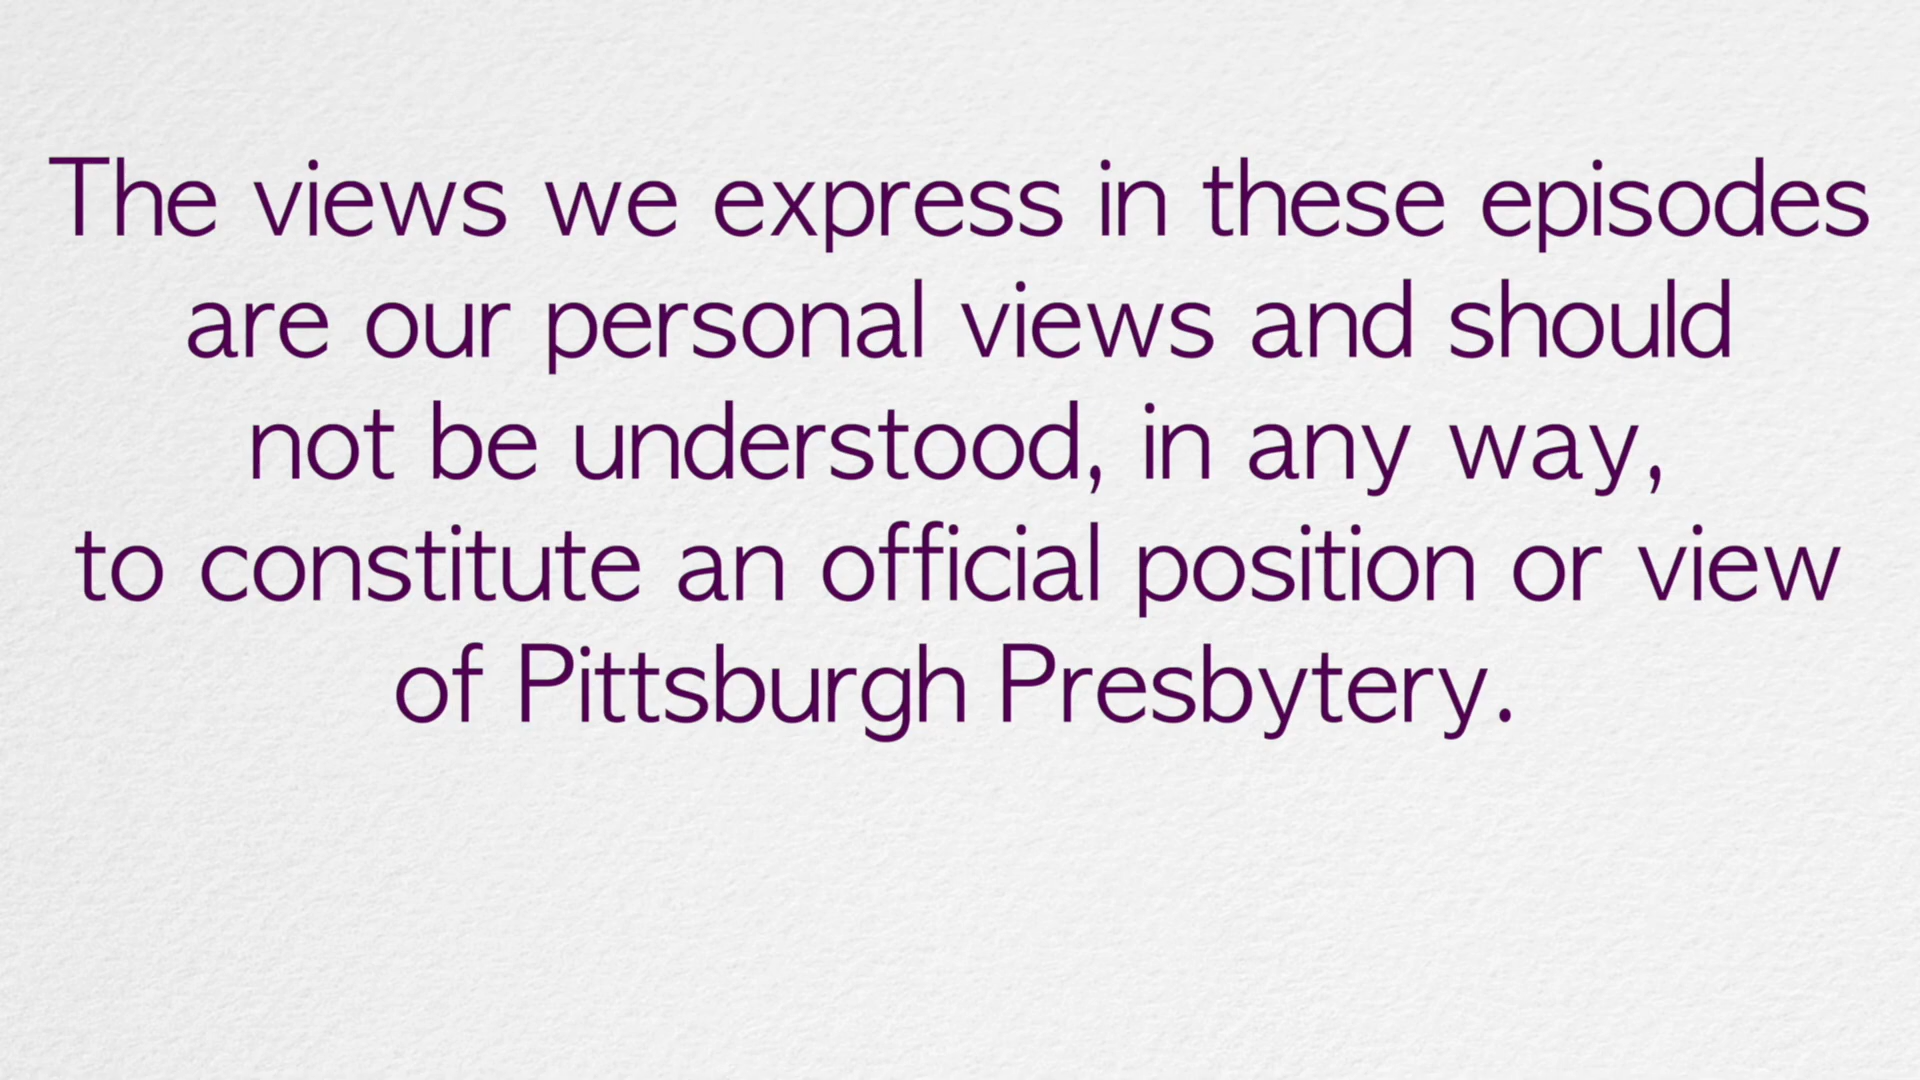 The views we express in these episodes
are our personal views and should
not be understood, in any way,
to constitute an official position or view
of Pittsburgh Presbytery.